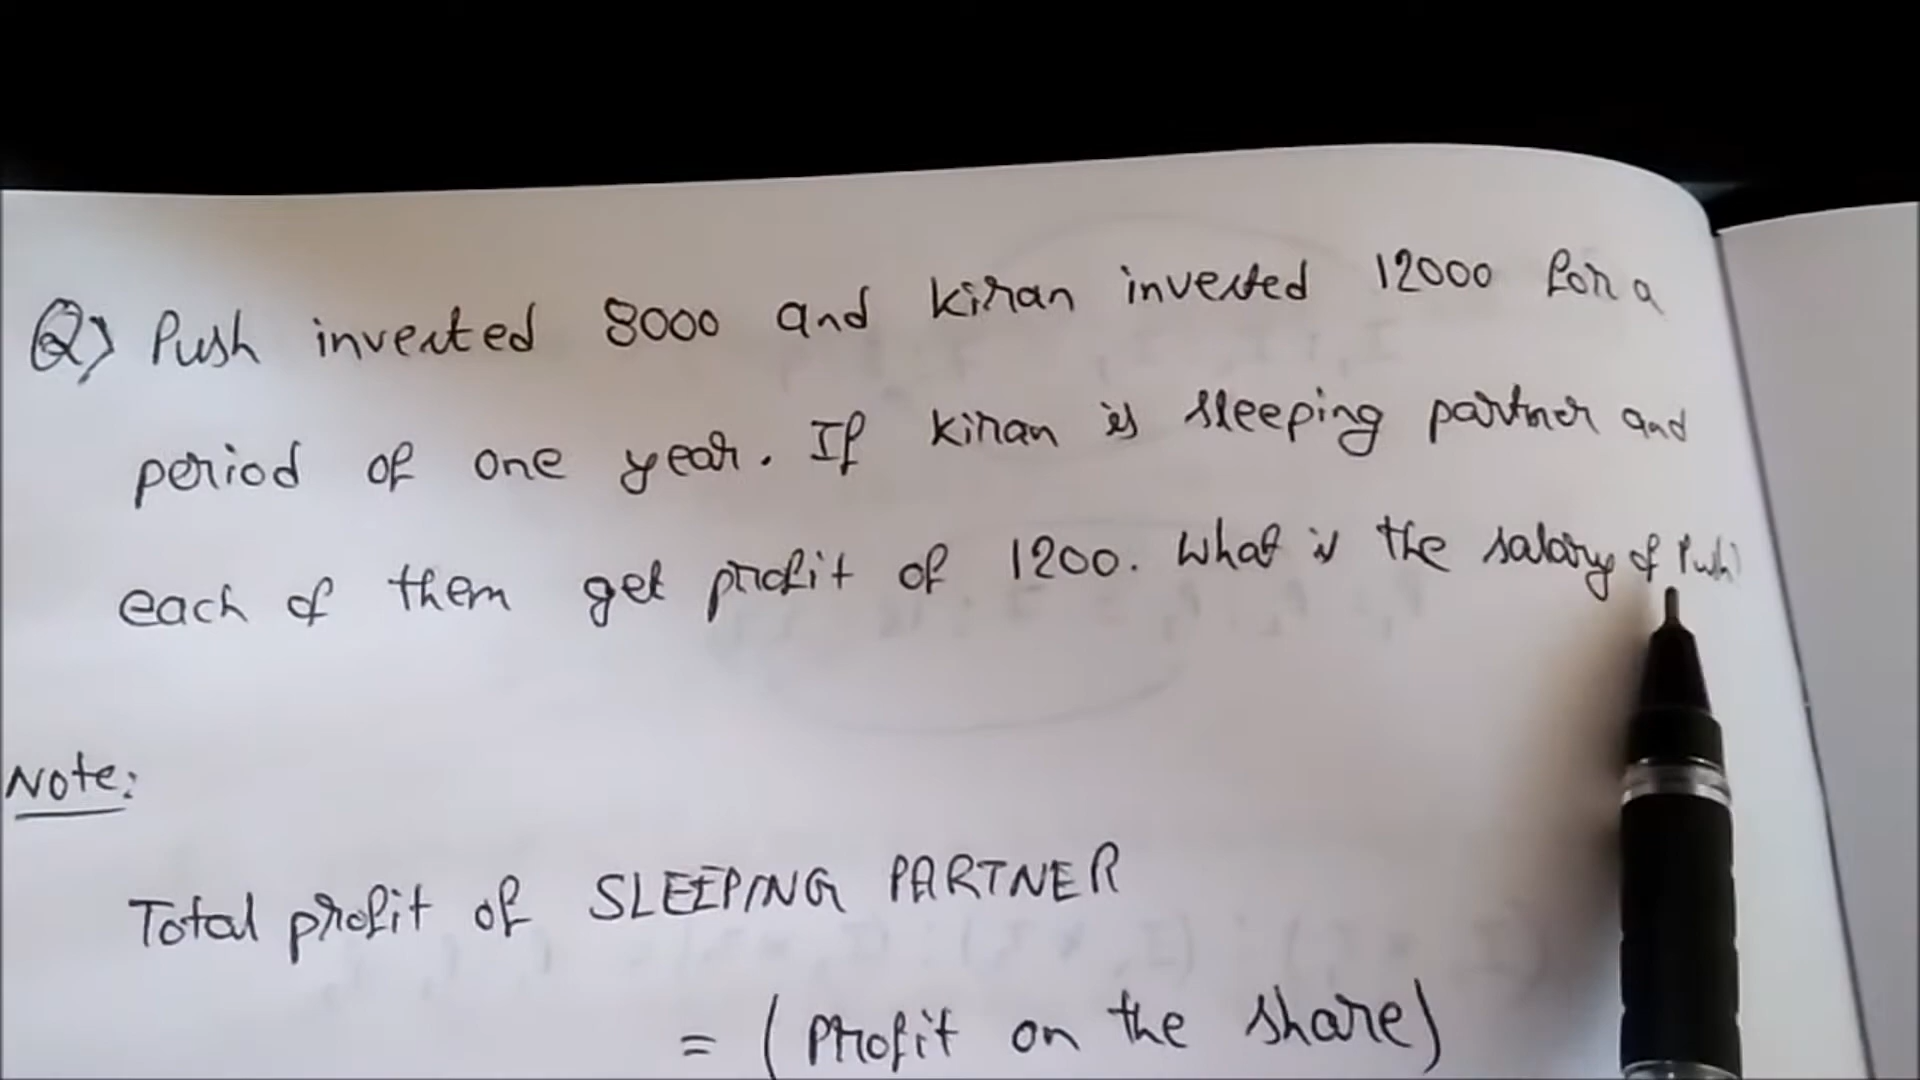 Q) Push invested 8000 and kiran invested 12000 for a
period of one year. If kiran is sleeping partner and
each of them get profit of 1200. What is the salary of Push
Note:
Total profit of SLEEPING PARTNER
= (Profit on the share)